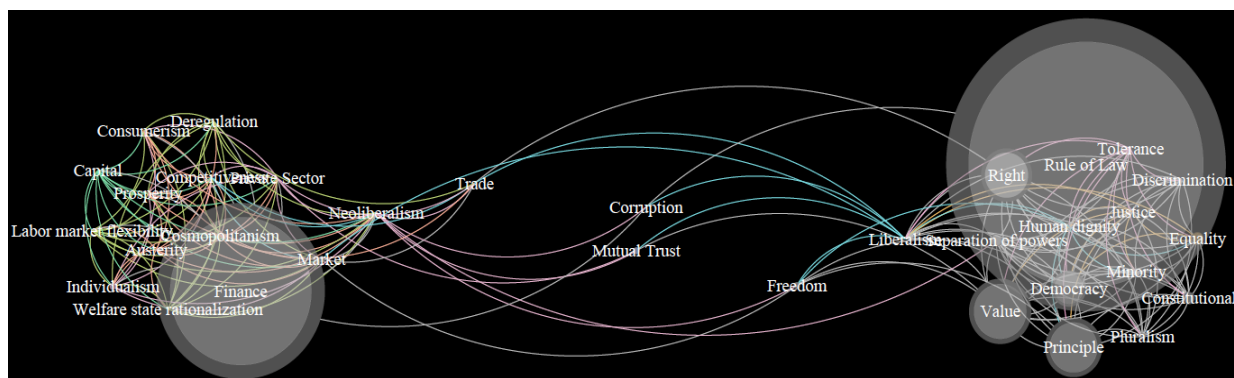 Deregulation
Consumerism
Capital
Competitiveness
Private Sector
Prosperity
Neoliberalism
Trade
Labor market flexibility
Cosmopolitanism
Austerity
Market
Individualism
Finance
Welfare state rationalization
Corruption
Mutual Trust
Freedom
Liberalism
Separation of powers
Tolerance
Rule of Law
Right
Discrimination
Justice
Human dignity
Equality
Minority
Democracy
Constitutional
Value
Pluralism
Principle